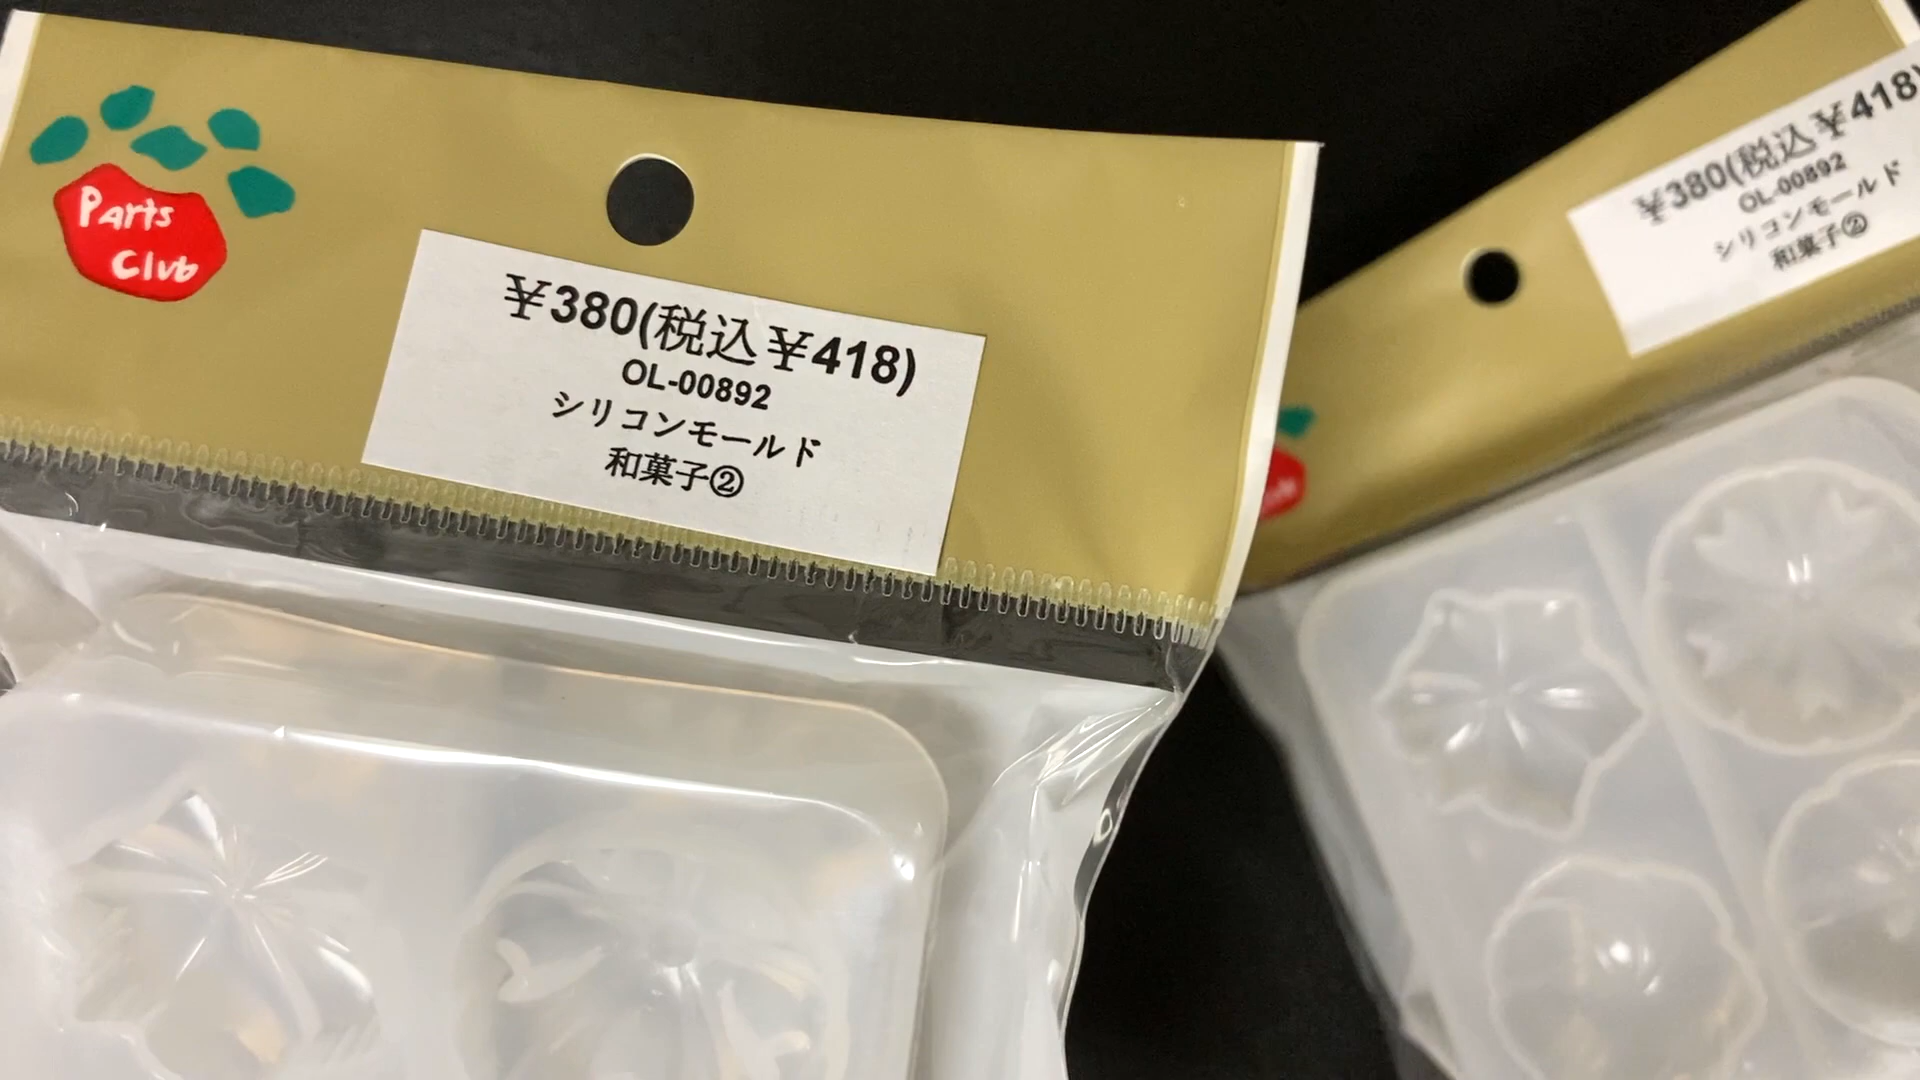 Parts
Club
¥380(税込¥418)
OL-00892
シリコンモールド
和菓子②
¥380(税込¥418)
OL-00892
シリコンモールド
和菓子②